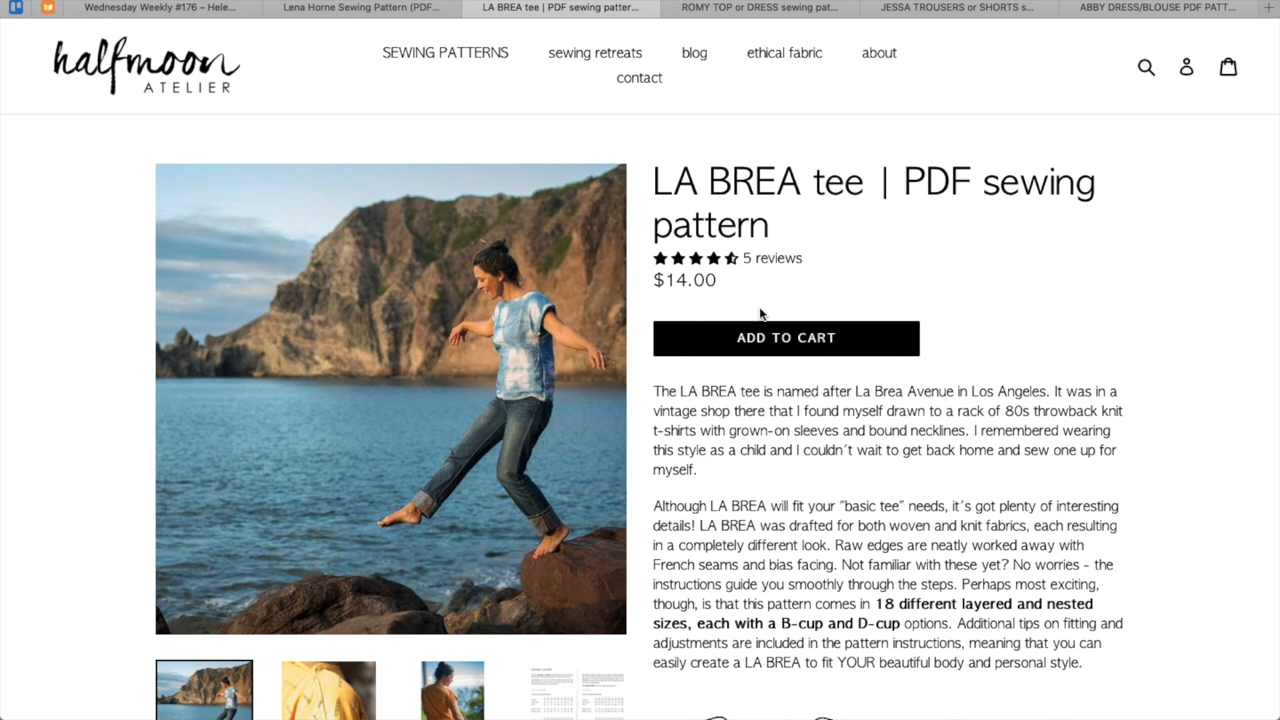 Wednesday Weekly #176 – Hele...
Lena Horne Sewing Pattern (PDF...
LA BREA tee | PDF sewing patter...
ROMY TOP or DRESS sewing pat...
JESSA TROUSERS or SHORTS s...
ABBY DRESS/BLOUSE PDF PATT...
halfmoon
ATELIER
SEWING PATTERNS
sewing retreats
blog
ethical fabric
about
contact
LA BREA tee | PDF sewing
pattern
5 reviews
$14.00
ADD TO CART
The LA BREA tee is named after La Brea Avenue in Los Angeles. It was in a
vintage shop there that I found myself drawn to a rack of 80s throwback knit
t-shirts with grown-on sleeves and bound necklines. I remembered wearing
this style as a child and I couldn't wait to get back home and sew one up for
myself.
Although LA BREA will fit your "basic tee" needs, it's got plenty of interesting
details! LA BREA was drafted for both woven and knit fabrics, each resulting
in a completely different look. Raw edges are neatly worked away with
French seams and bias facing. Not familiar with these yet? No worries - the
instructions guide you smoothly through the steps. Perhaps most exciting,
though, is that this pattern comes in 18 different layered and nested
sizes, each with a B-cup and D-cup options. Additional tips on fitting and
adjustments are included in the pattern instructions, meaning that you can
easily create a LA BREA to fit YOUR beautiful body and personal style.